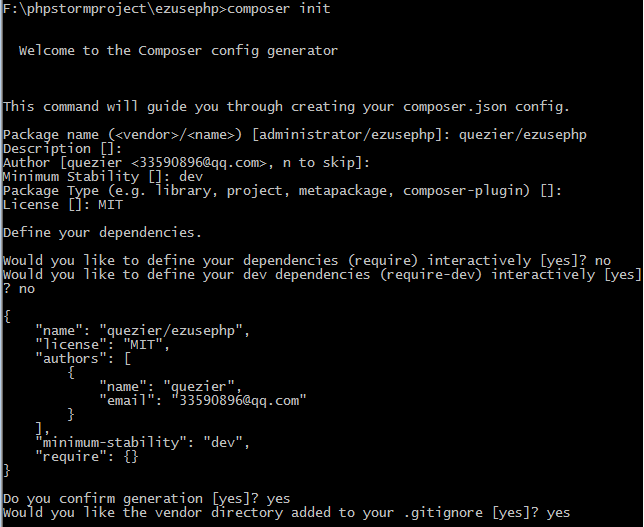 F:\phpstormproject\ezusephp>composer init
Welcome to the Composer config generator
This command will guide you through creating your composer.json config.
Package name (<vendor>/<name>) [administrator/ezusephp]: quezier/ezusephp
Description []:
Author [quezier <33590896@qq.com>, n to skip]:
Minimum Stability []: dev
Package Type (e.g. library, project, metapackage, composer-plugin) []:
License []: MIT
Define your dependencies.
Would you like to define your dependencies (require) interactively [yes]? no
Would you like to define your dev dependencies (require-dev) interactively [yes]
? no
{
    "name": "quezier/ezusephp",
    "license": "MIT",
    "authors": [
        {
            "name": "quezier",
            "email": "33590896@qq.com"
        }
    ],
    "minimum-stability": "dev",
    "require": {}
}
Do you confirm generation [yes]? yes
Would you like the vendor directory added to your .gitignore [yes]? yes